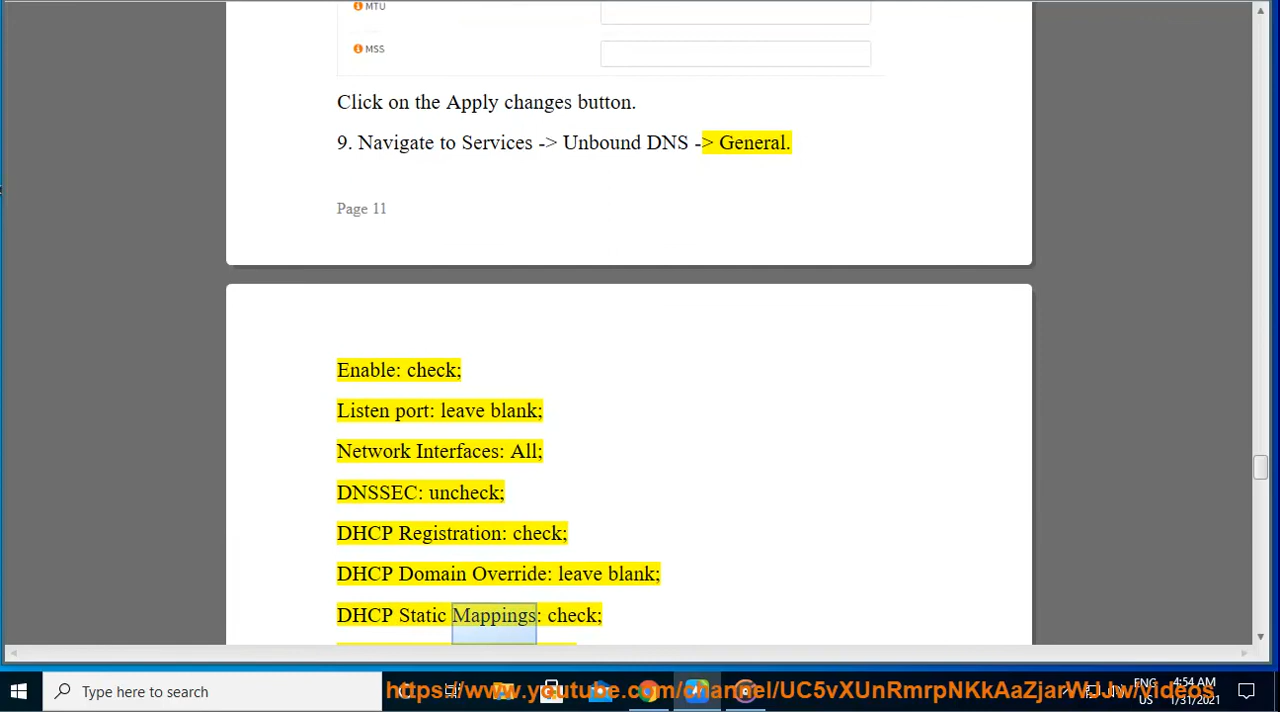 MTU
MSS
Click on the Apply changes button.
9. Navigate to Services -> Unbound DNS -> General.
Page 11
Enable: check;
Listen port: leave blank;
Network Interfaces: All;
DNSSEC: uncheck;
DHCP Registration: check;
DHCP Domain Override: leave blank;
DHCP Static Mappings: check;
Type here to search
https://www.youtube.com/channel/UC5vXUnRmrpNKkAaZjarWJJw/videos
ENG
US
4:54 AM
1/31/2021